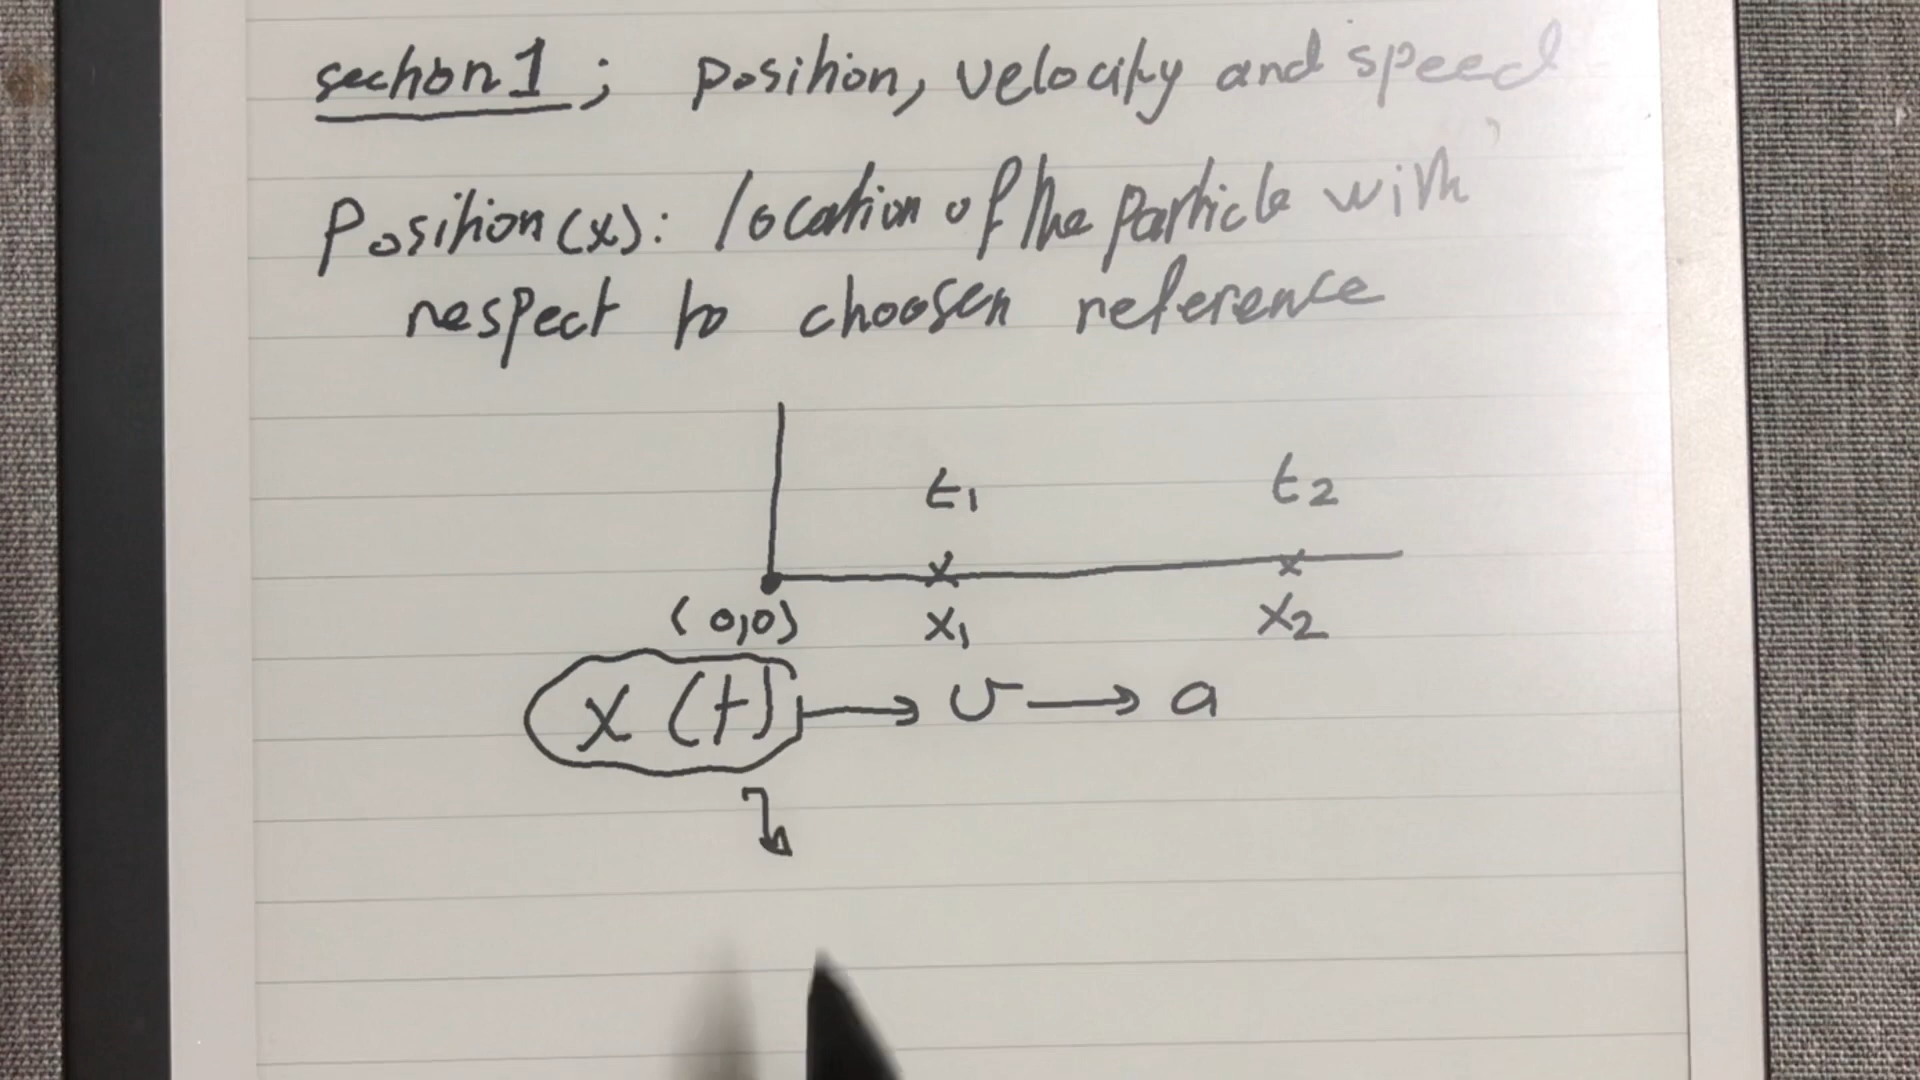 section 1 ; Position, velocity and speed
Position (x) : location of the particle with
respect to choosen reference
t1 t2
(0,0) x1 x2
x(t) → v → a